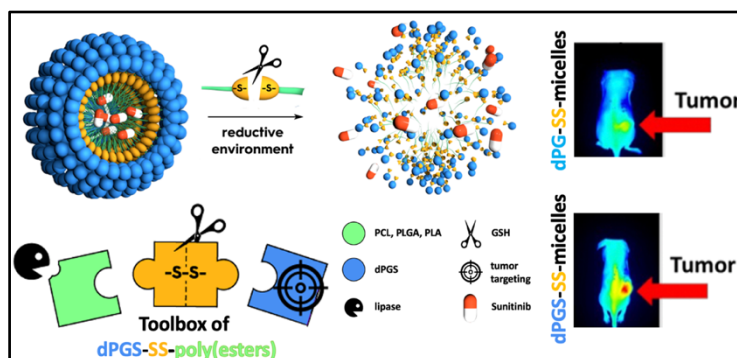 -S-
-S-
reductive
environment
dPG-SS-micelles
Tumor
-S-S-
Toolbox of
dPGS-SS-poly(esters)
PCL, PLGA, PLA
GSH
dPGS
tumor
targeting
lipase
Sunitinib
dPGS-SS-micelles
Tumor